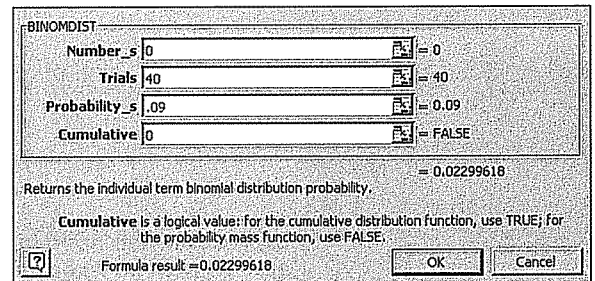 BINOMDIST
Number_s 0 = 0
Trials 40 = 40
Probability_s .09 = 0.09
Cumulative 0 = FALSE
= 0.02299618
Returns the individual term binomial distribution probability.
Cumulative is a logical value: for the cumulative distribution function, use TRUE; for
the probability mass function, use FALSE.
Formula result =0.02299618
OK
Cancel